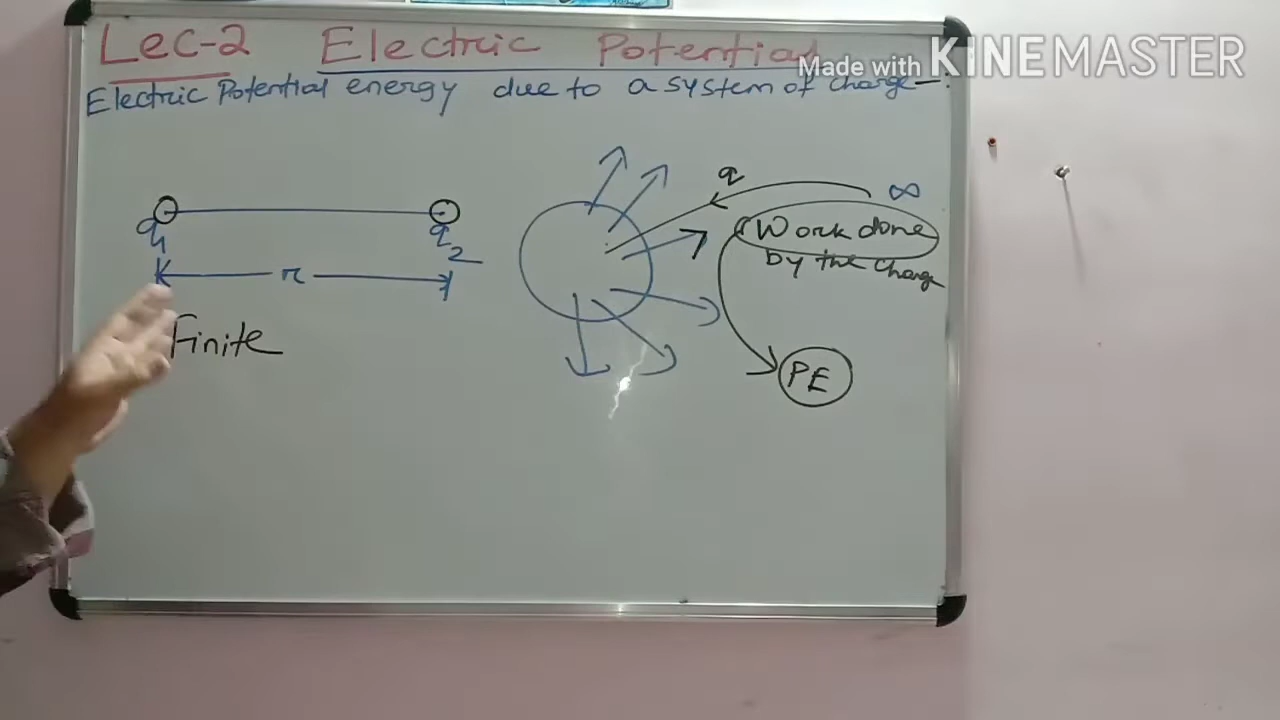 Lec-2 Electric Potential
Made with KINEMASTER
Electric Potential energy due to a system of charge-:
q1
q2
r
Finite
q
∞
Work done
by the charge
PE